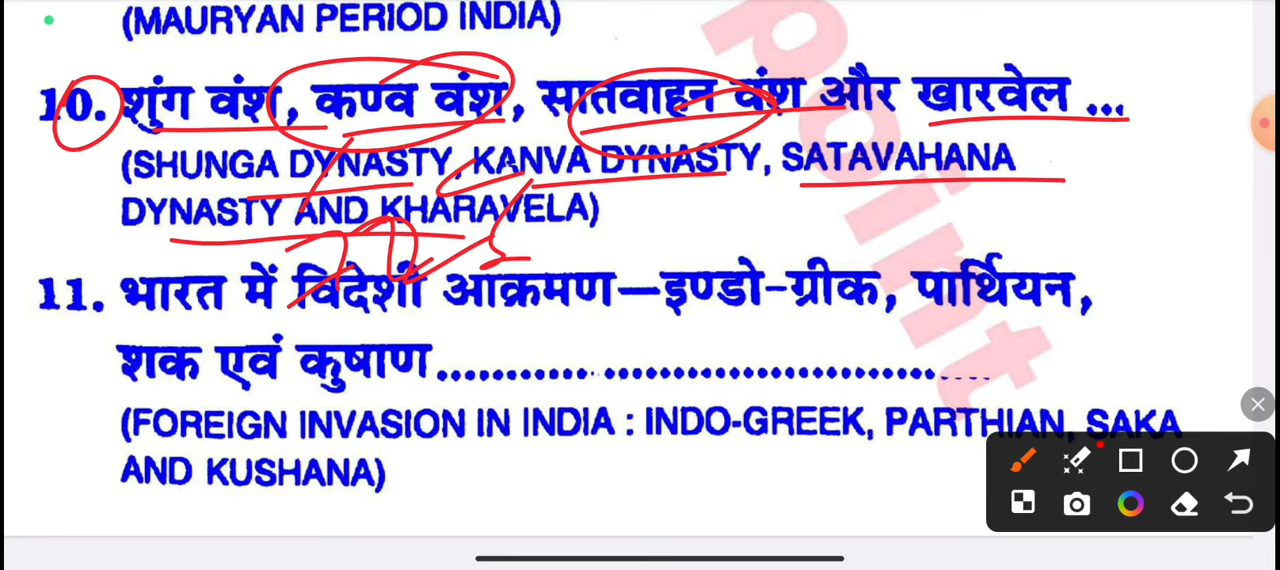 (MAURYAN PERIOD INDIA)
10. शुंग वंश, कण्व वंश, सातवाहन वंश और खारवेल ...
(SHUNGA DYNASTY, KANVA DYNASTY, SATAVAHANA
DYNASTY AND KHARAVELA)
11. भारत में विदेशी आक्रमण—इण्डो-ग्रीक, पार्थियन,
शक एवं कुषाण................................................
(FOREIGN INVASION IN INDIA : INDO-GREEK, PARTHIAN, SAKA
AND KUSHANA)
point